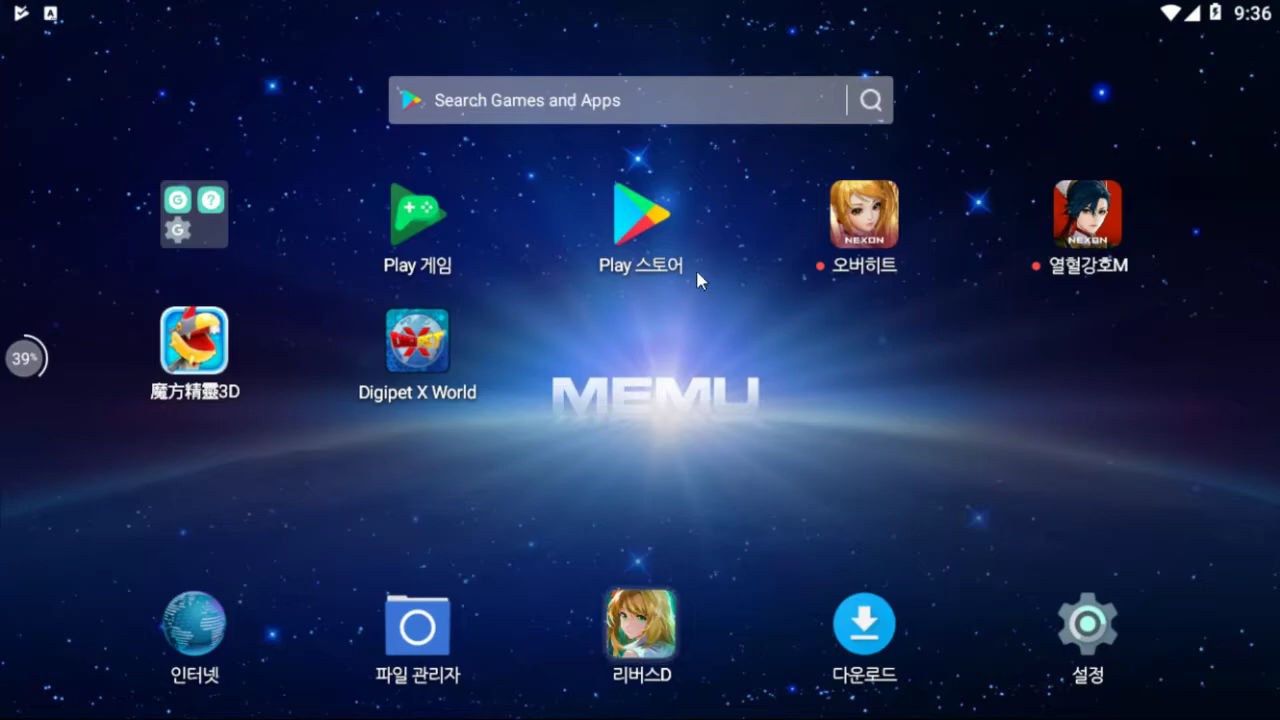 9:36
Search Games and Apps
G ?
G
NEXON
NEXON
Play 게임
Play 스토어
오버히트
열혈강호M
39%
魔方精靈3D
Digipet X World
MEMU
인터넷
파일 관리자
리버스D
다운로드
설정